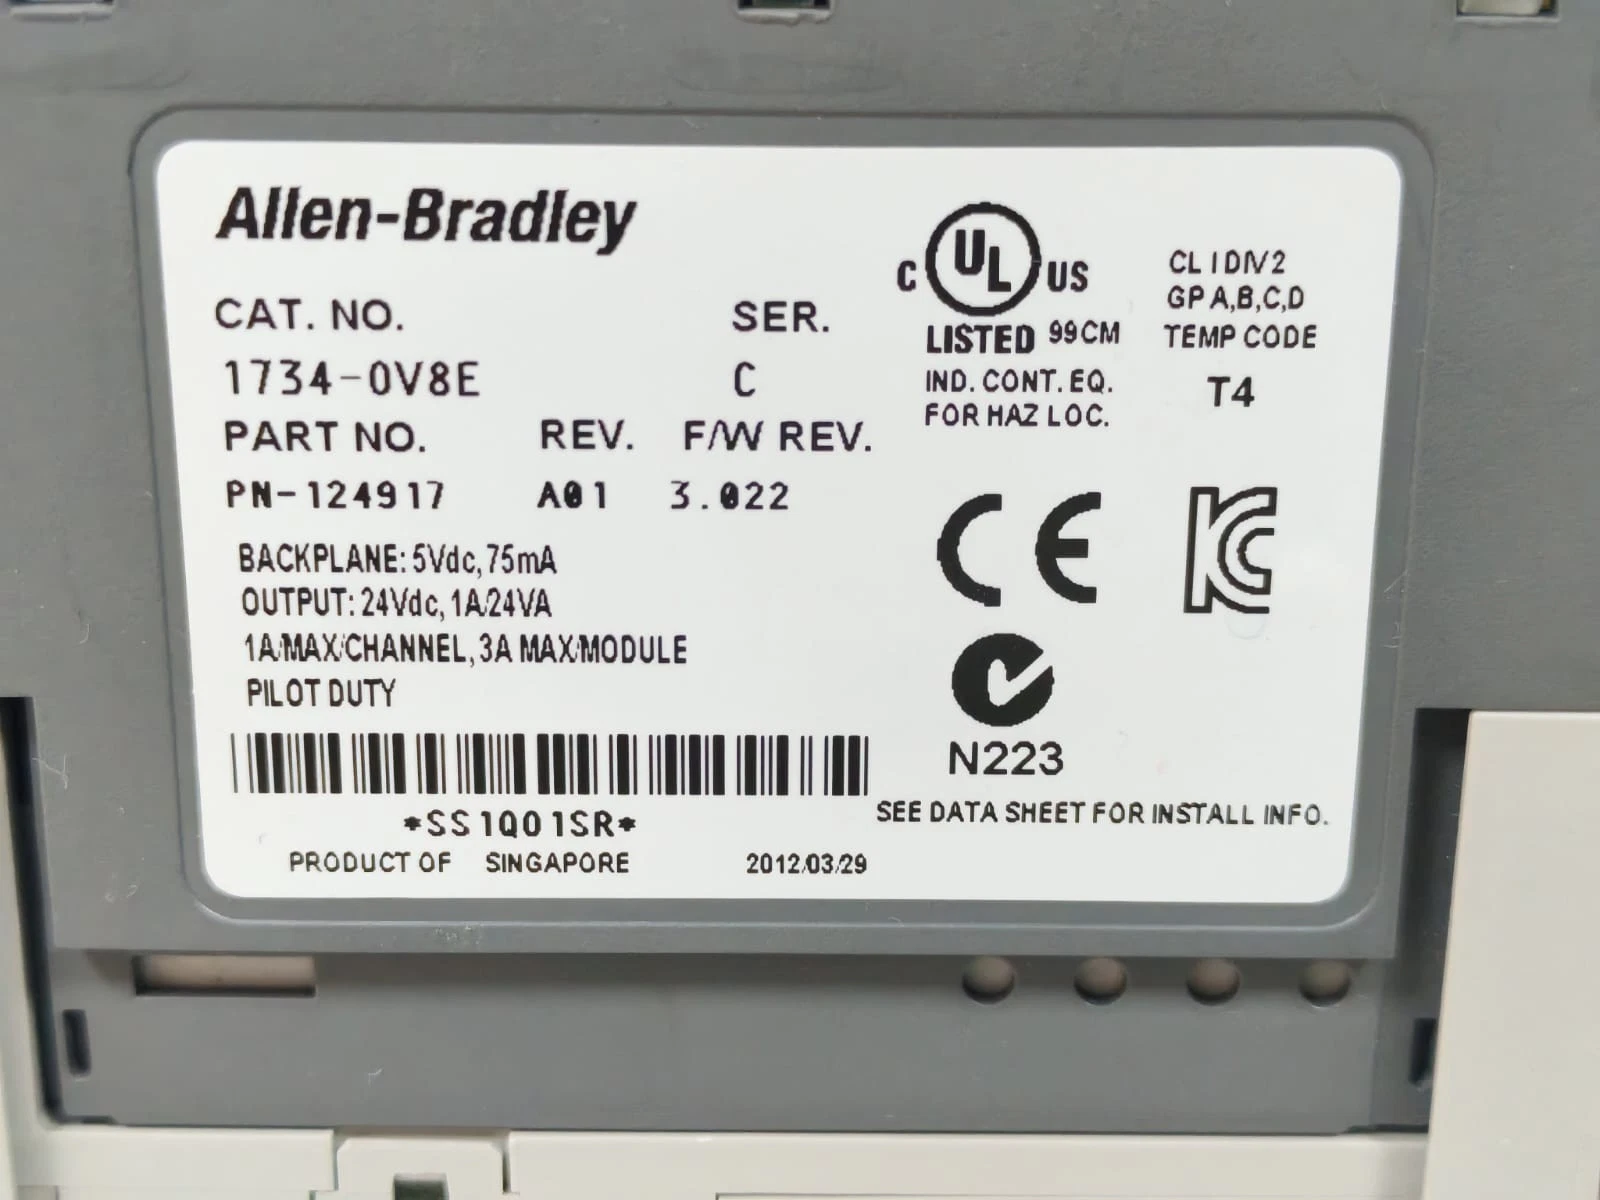 Allen-Bradley
CAT. NO. SER.
1734-0V8E C
PART NO. REV. F/W REV.
PN-124917 A01 3.022
BACKPLANE: 5Vdc, 75mA
OUTPUT: 24Vdc, 1A/24VA
1A/MAX/CHANNEL, 3A MAX/MODULE
PILOT DUTY
*SS1Q01SR*
PRODUCT OF SINGAPORE 2012/03/29
C UL US
LISTED 99CM
IND. CONT. EQ.
FOR HAZ LOC.
CL I DIV 2
GP A,B,C,D
TEMP CODE
T4
CE KC
N223
SEE DATA SHEET FOR INSTALL INFO.